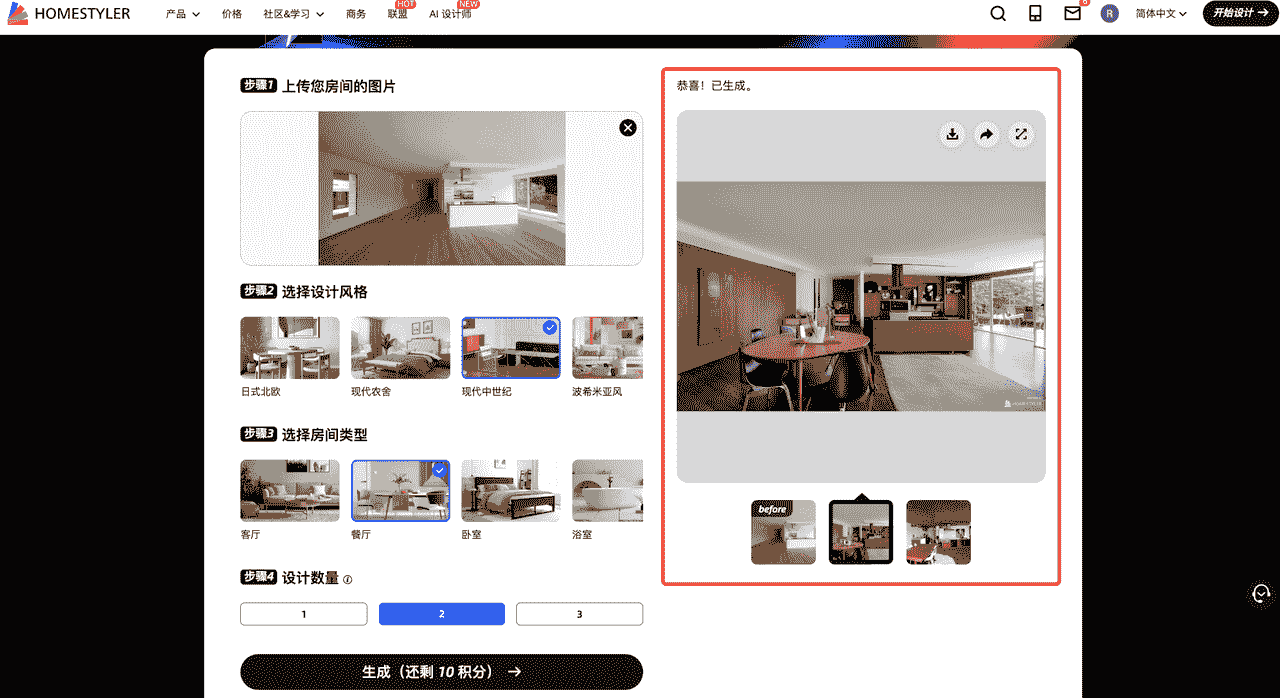 HOMESTYLER
产品
价格
社区&学习
商务
联盟
HOT
AI 设计师
NEW
6
R
简体中文
开始设计 →
步骤1 上传您房间的图片
步骤2 选择设计风格
日式北欧
现代农舍
现代中世纪
波希米亚风
步骤3 选择房间类型
客厅
餐厅
卧室
浴室
步骤4 设计数量
1
2
3
生成（还剩 10 积分） →
恭喜！已生成。
HOMESTYLER
before